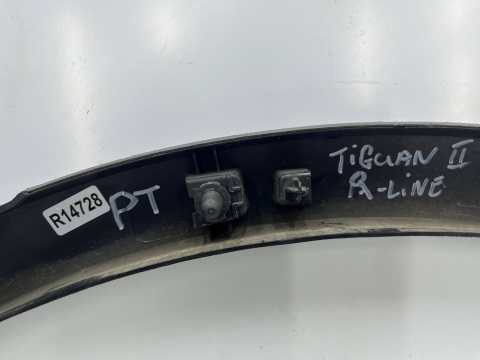 R14728
PT
TiGUAN II
R-LiNE